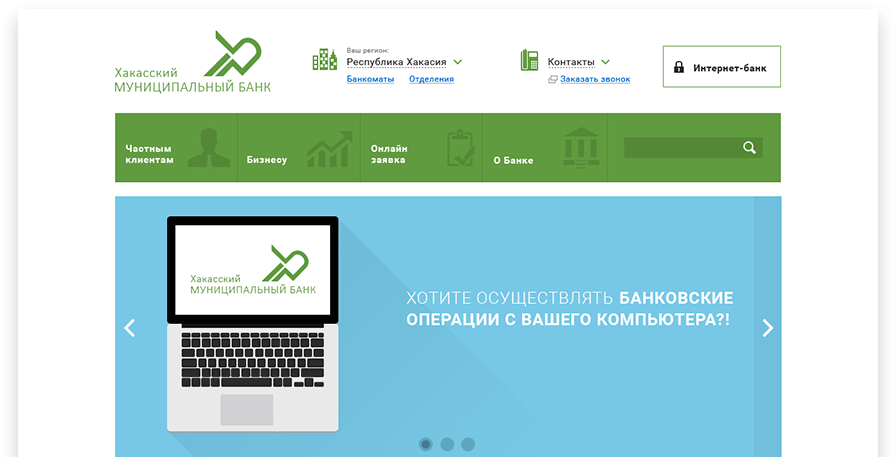 Хакасский
МУНИЦИПАЛЬНЫЙ БАНК
Ваш регион:
Республика Хакасия
Банкоматы Отделения
Контакты
Заказать звонок
Интернет-банк
Частным
клиентам
Бизнесу
Онлайн
заявка
О Банке
Хакасский
МУНИЦИПАЛЬНЫЙ БАНК
ХОТИТЕ ОСУЩЕСТВЛЯТЬ БАНКОВСКИЕ
ОПЕРАЦИИ С ВАШЕГО КОМПЬЮТЕРА?!